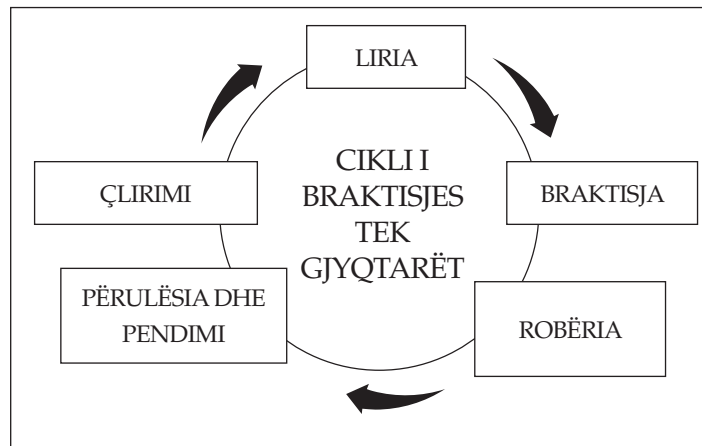 LIRIA
CIKLI I
BRAKTISJES
TEK
GJYQTARËT
BRAKTISJA
ROBËRIA
PËRULËSIA DHE
PENDIMI
ÇLIRIMI